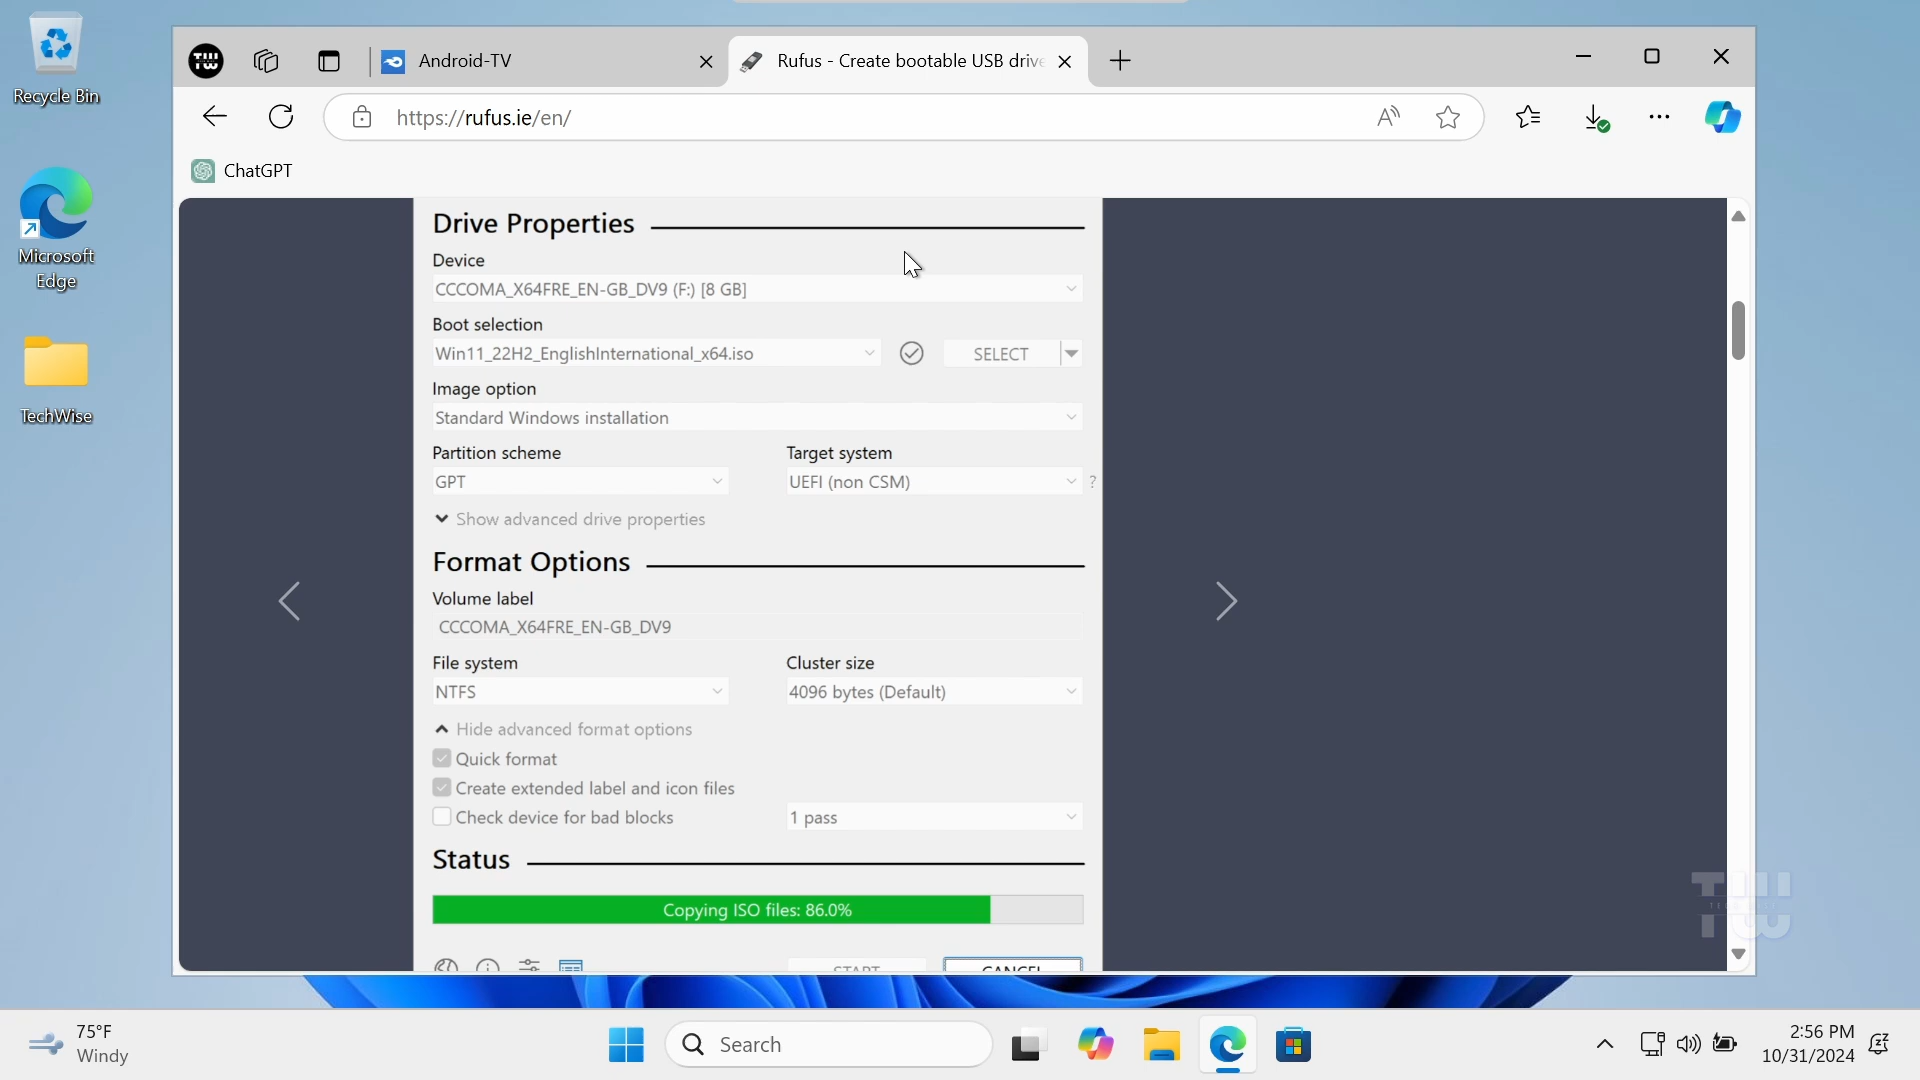 Recycle Bin
Microsoft
Edge
TechWise
TW
Android-TV
Rufus - Create bootable USB drive
https://rufus.ie/en/
A
ChatGPT
Drive Properties
Device
CCCOMA_X64FRE_EN-GB_DV9 (F:) [8 GB]
Boot selection
Win11_22H2_EnglishInternational_x64.iso
SELECT
Image option
Standard Windows installation
Partition scheme
Target system
GPT
UEFI (non CSM)
?
Show advanced drive properties
Format Options
Volume label
CCCOMA_X64FRE_EN-GB_DV9
File system
Cluster size
NTFS
4096 bytes (Default)
Hide advanced format options
Quick format
Create extended label and icon files
Check device for bad blocks
1 pass
Status
Copying ISO files: 86.0%
START
CANCEL
TW
75°F
Windy
Search
2:56 PM
10/31/2024